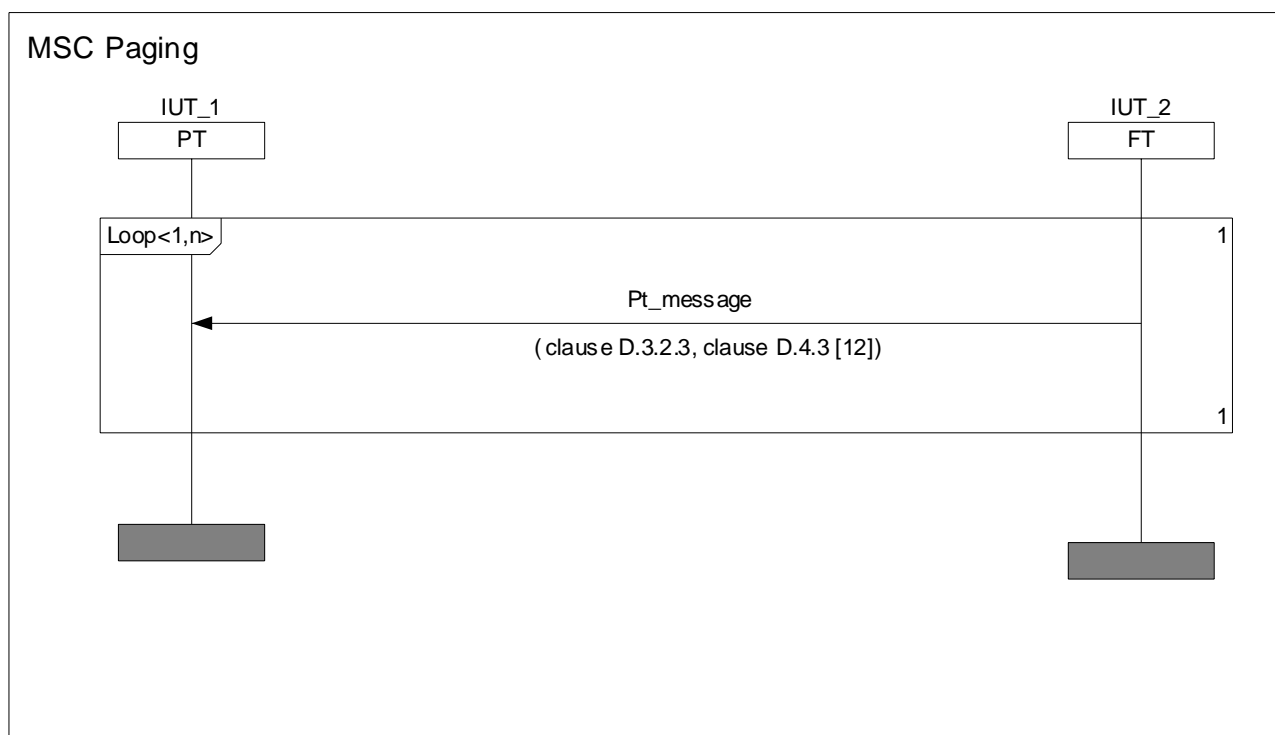 MSC Paging
IUT_1
IUT_2
PT
FT
Loop<1,n>
1
Pt_message
(clause D.3.2.3, clause D.4.3 [12])
1